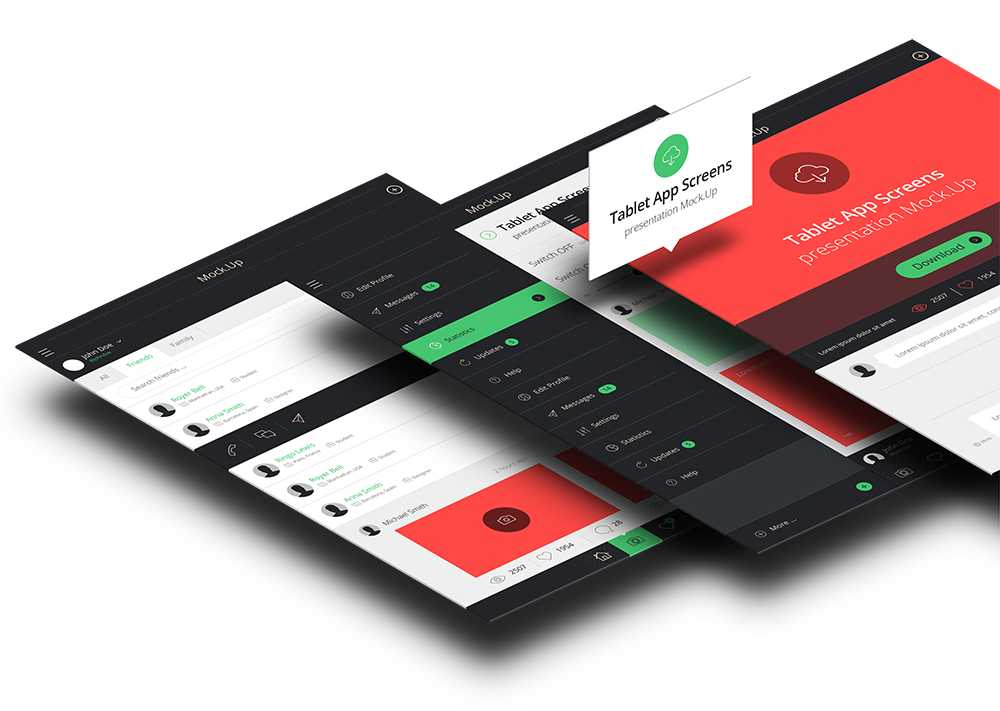 Mock.Up
John Doe
All
Friends
Family
Search friends ...
Royer Bell
Manhattan, USA
Student
Anna Smith
Barcelona, Spain
Designer
Ringo Lewis
Paris, France
Student
Royer Bell
Manhattan, USA
Student
Anna Smith
Barcelona, Spain
Designer
Michael Smith
2 hours ago
2507
1954
28
Mock.Up
Edit Profile
Messages
14
Settings
Statistics
Updates
5
Help
Edit Profile
Messages
14
Settings
Statistics
Updates
5
Help
More ...
Tablet App Screens
presentation
Switch OFF
Switch
Michael
Lorem ipsum
John Doe
Tablet App Screens
presentation Mock.Up
Tablet App Screens
presentation Mock.Up
Download
2507
1954
Lorem ipsum dolor sit amet
Lorem ipsum dolor sit amet, cons